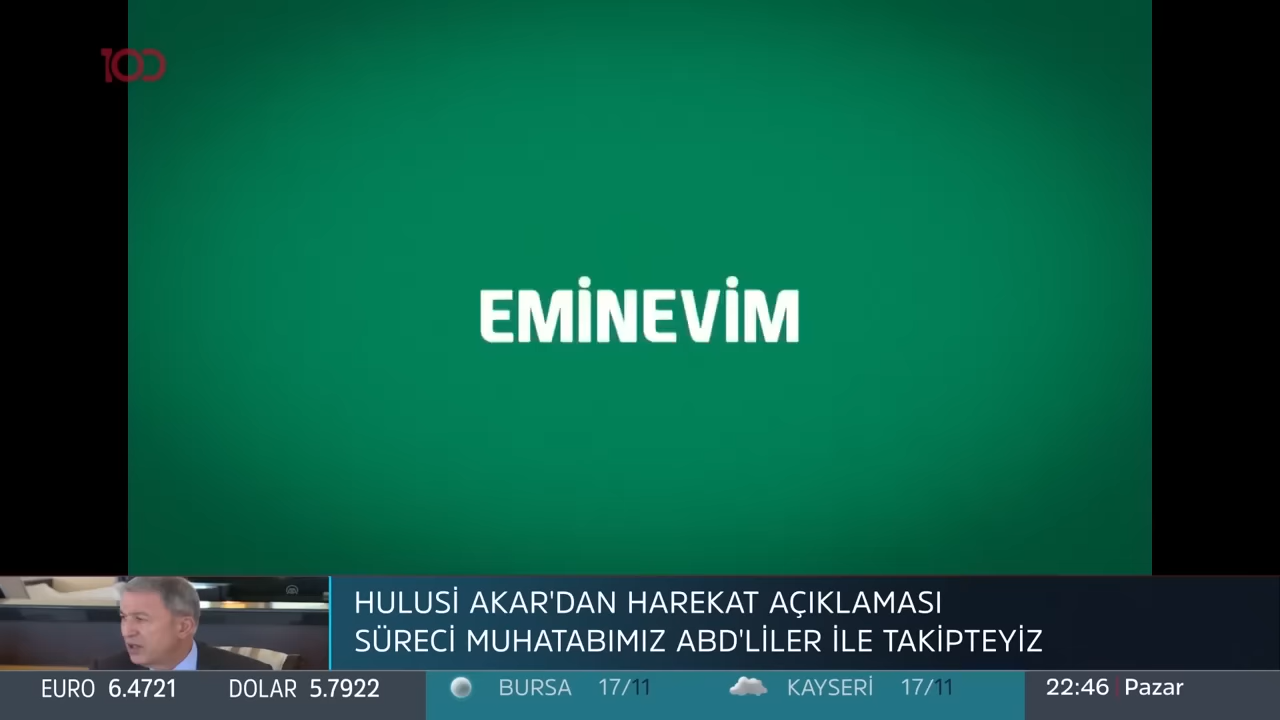 100
EMİNEVİM
HULUSİ AKAR'DAN HAREKAT AÇIKLAMASI
SÜRECİ MUHATABIMIZ ABD'LİLER İLE TAKİPTEYİZ
EURO 6.4721 DOLAR 5.7922 BURSA 17/11 KAYSERİ 17/11 22:46 Pazar